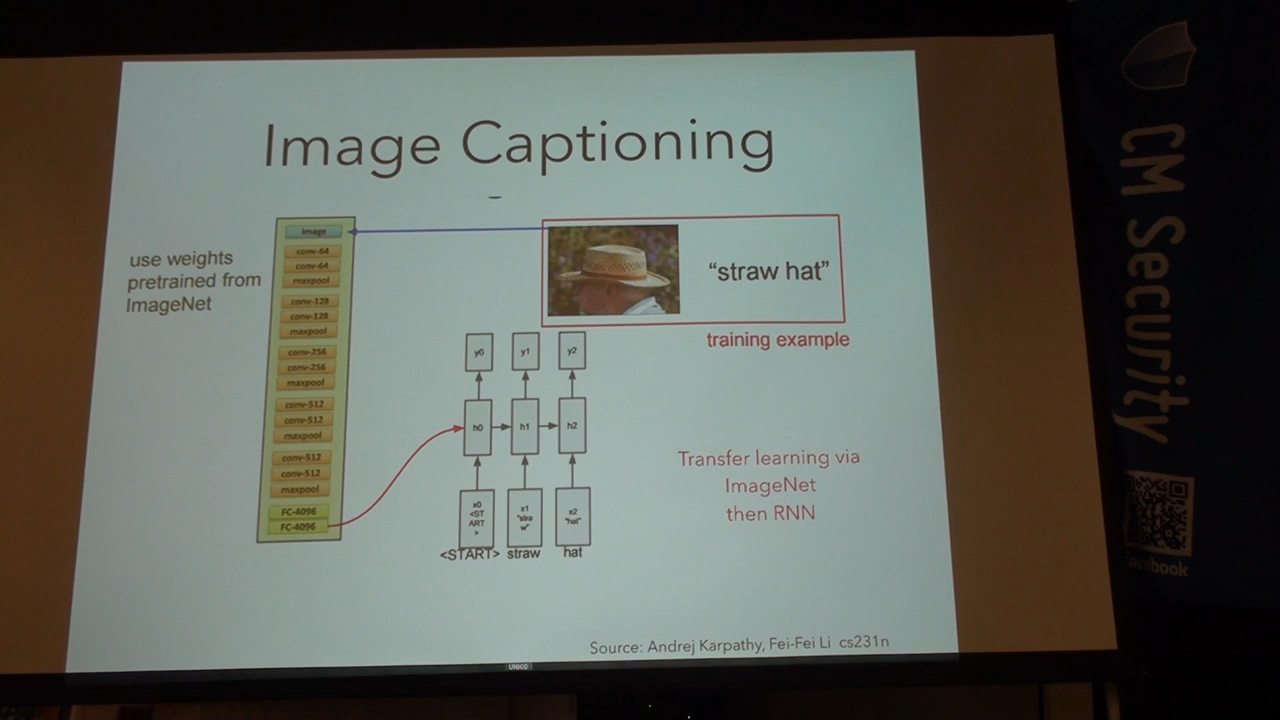 Image Captioning
use weights
pretrained from
ImageNet
image
conv-64
conv-64
maxpool
conv-128
conv-128
maxpool
conv-256
conv-256
maxpool
conv-512
conv-512
maxpool
conv-512
conv-512
maxpool
FC-4096
FC-4096
“straw hat”
training example
y0
y1
y2
h0
h1
h2
x0
<ST
ART
>
x1
“stra
w”
x2
“hat”
<START>
straw
hat
Transfer learning via
ImageNet
then RNN
Source: Andrej Karpathy, Fei-Fei Li cs231n
CM Security
facebook